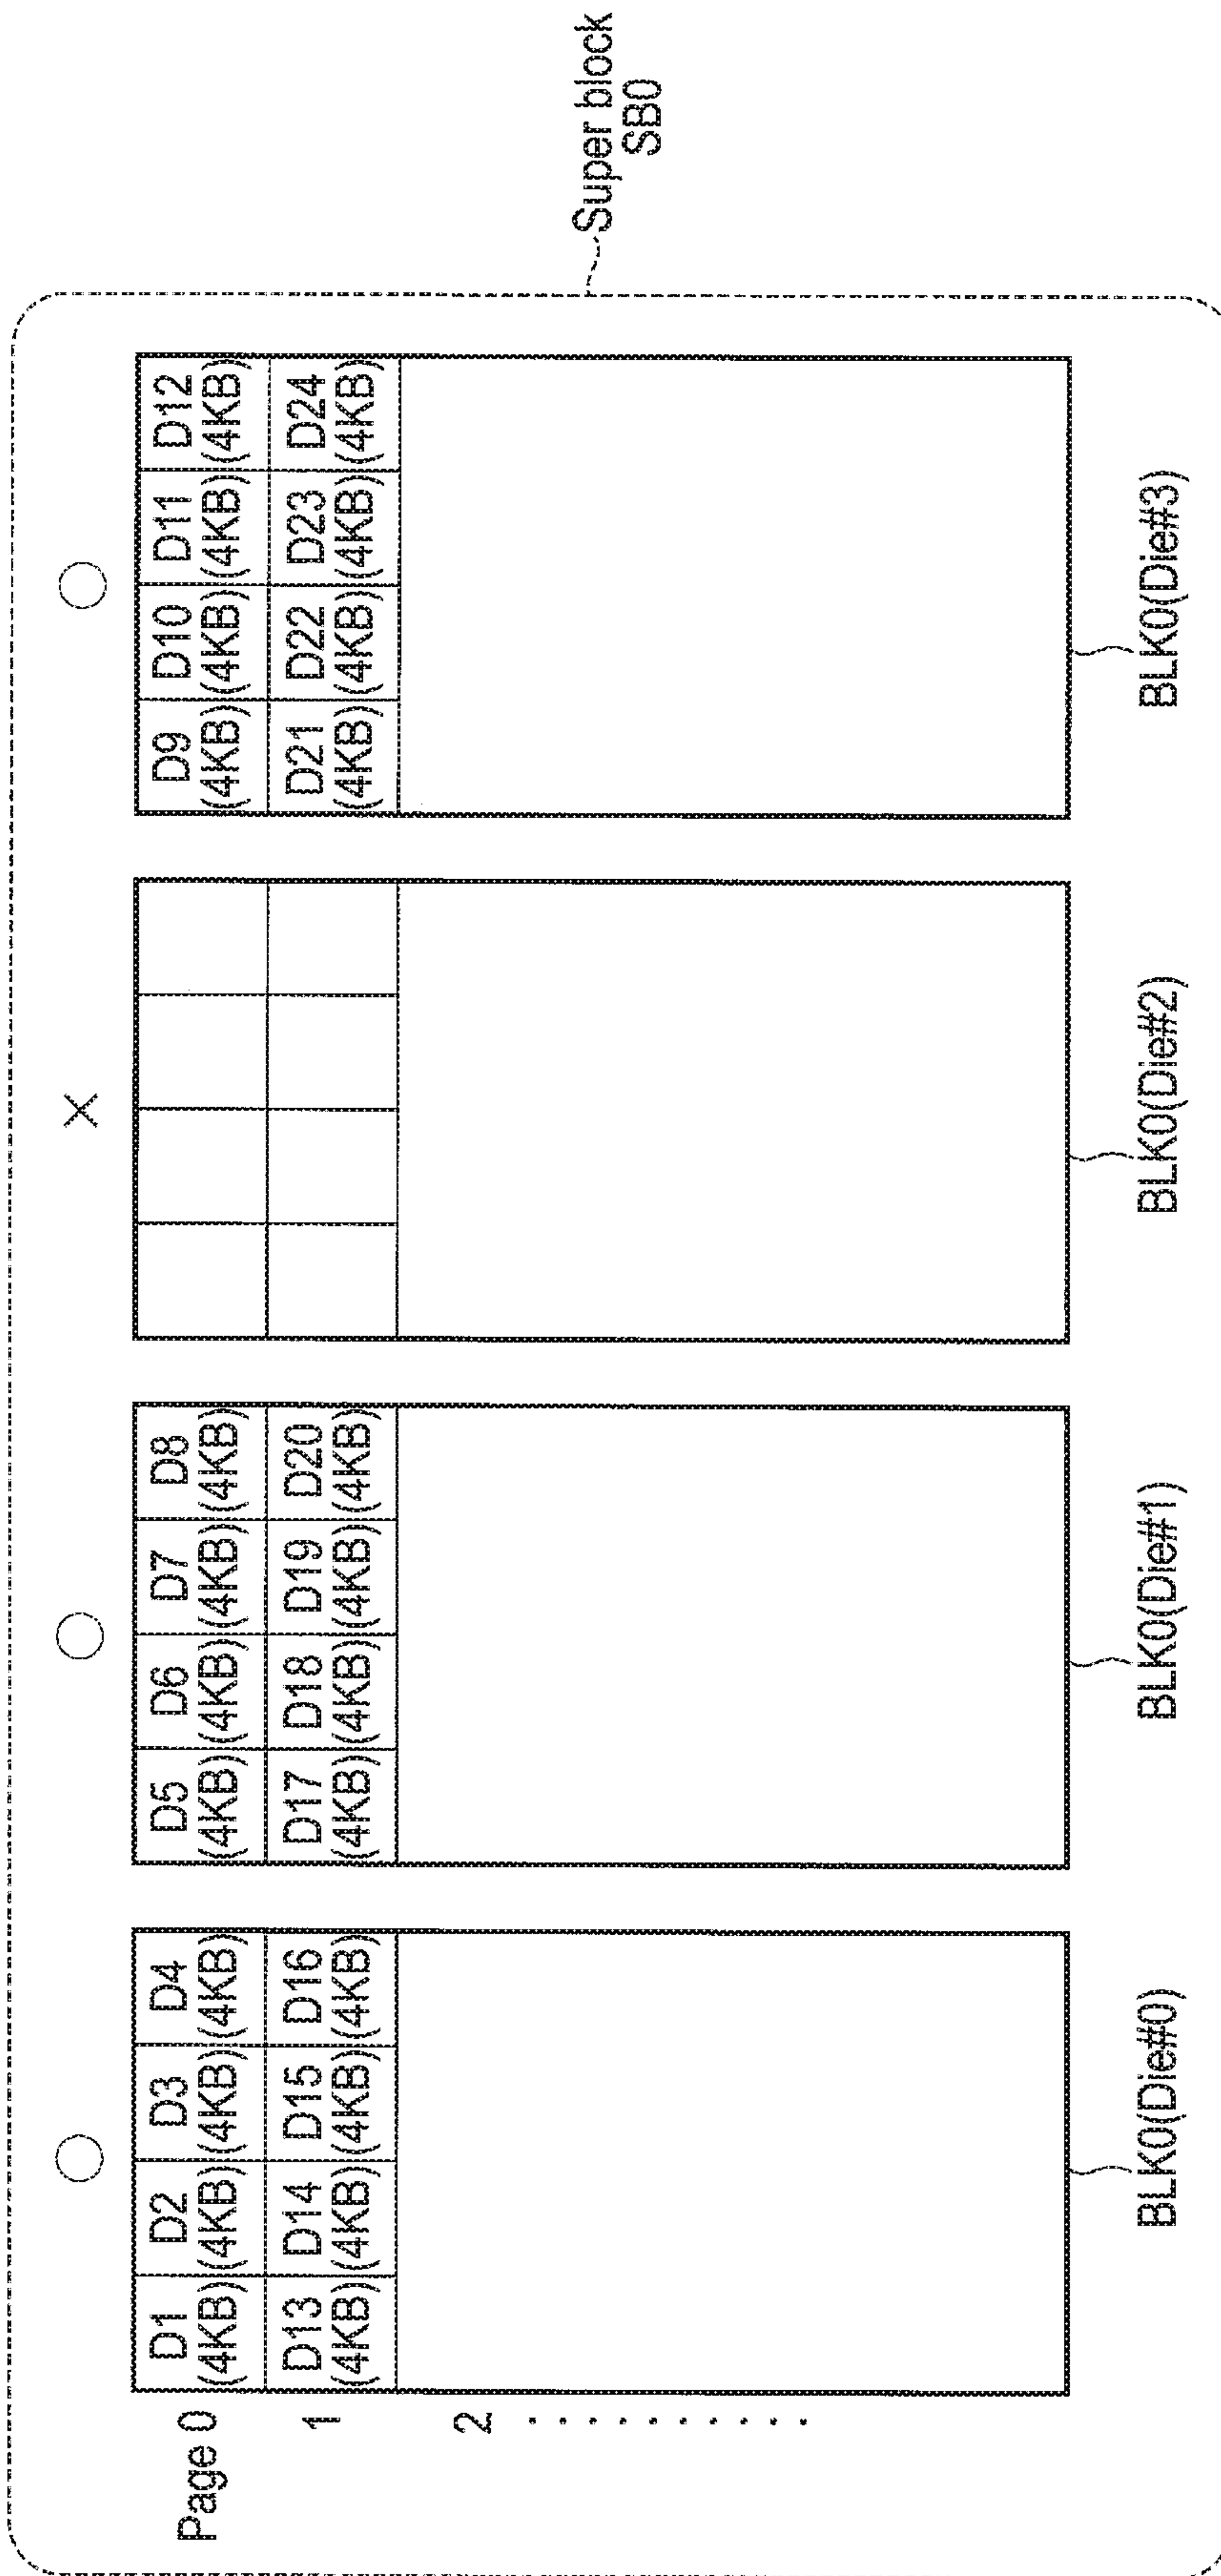 Super block
SB0
○ ○ × ○
Page 0
D1 D2 D3 D4 D5 D6 D7 D8 D9 D10 D11 D12
(4KB) (4KB) (4KB) (4KB) (4KB) (4KB) (4KB) (4KB) (4KB) (4KB) (4KB) (4KB)
1
D13 D14 D15 D16 D17 D18 D19 D20 D21 D22 D23 D24
(4KB) (4KB) (4KB) (4KB) (4KB) (4KB) (4KB) (4KB) (4KB) (4KB) (4KB) (4KB)
2
BLK0(Die#0) BLK0(Die#1) BLK0(Die#2) BLK0(Die#3)